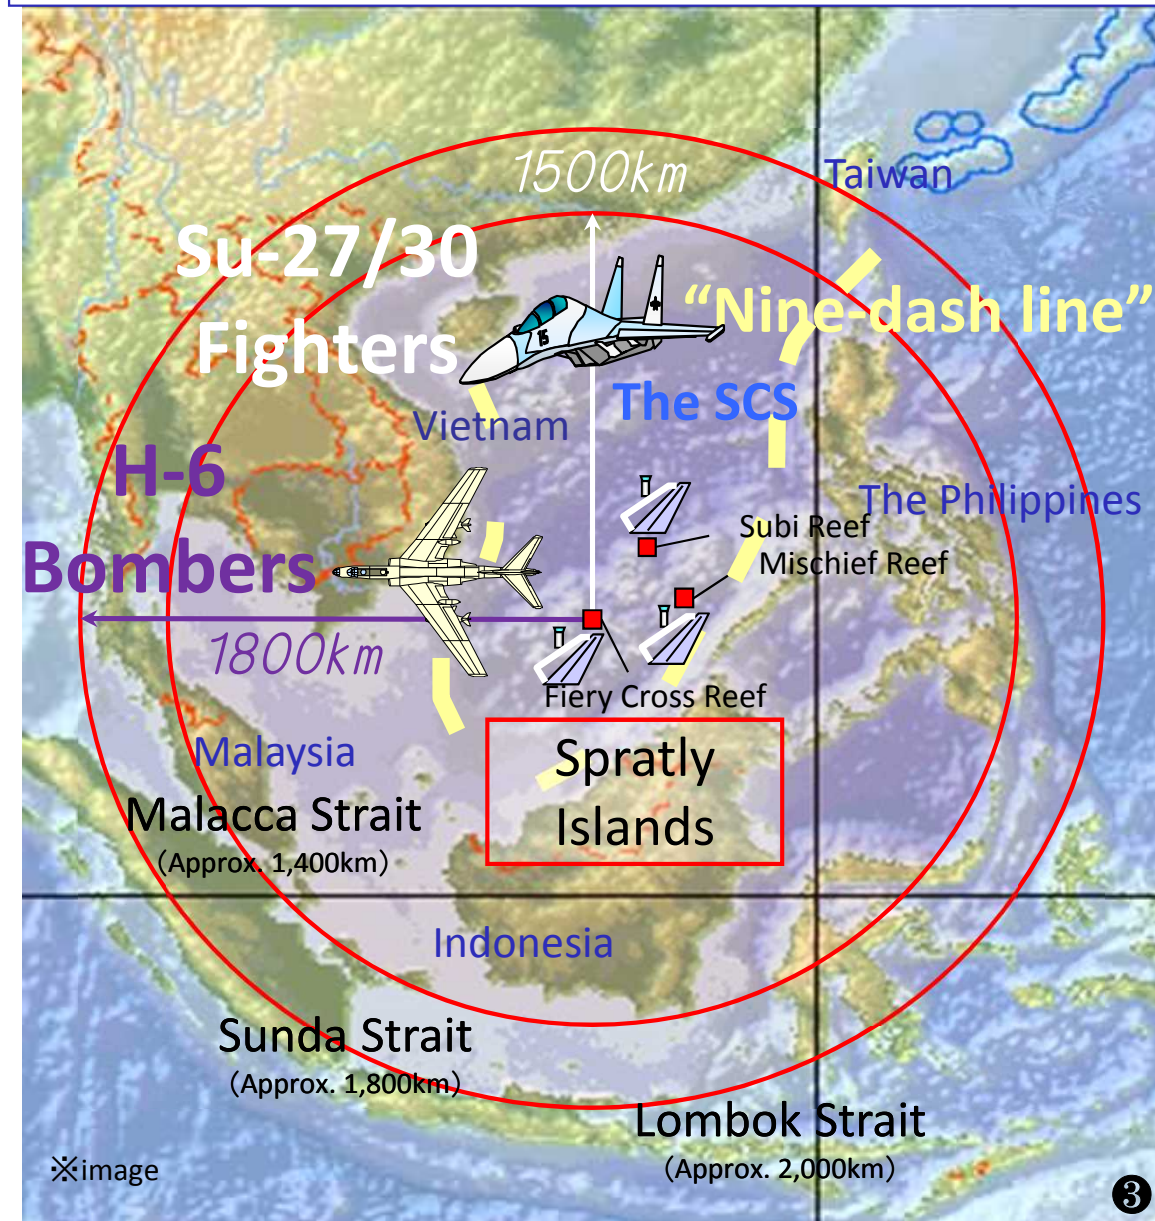 1500km
Taiwan
Su-27/30
Fighters
“Nine-dash line”
15
The SCS
Vietnam
H-6
Bombers
The Philippines
Subi Reef
Mischief Reef
1800km
Fiery Cross Reef
Spratly
Islands
Malaysia
Malacca Strait
(Approx. 1,400km)
Indonesia
Sunda Strait
(Approx. 1,800km)
Lombok Strait
(Approx. 2,000km)
※image
❸